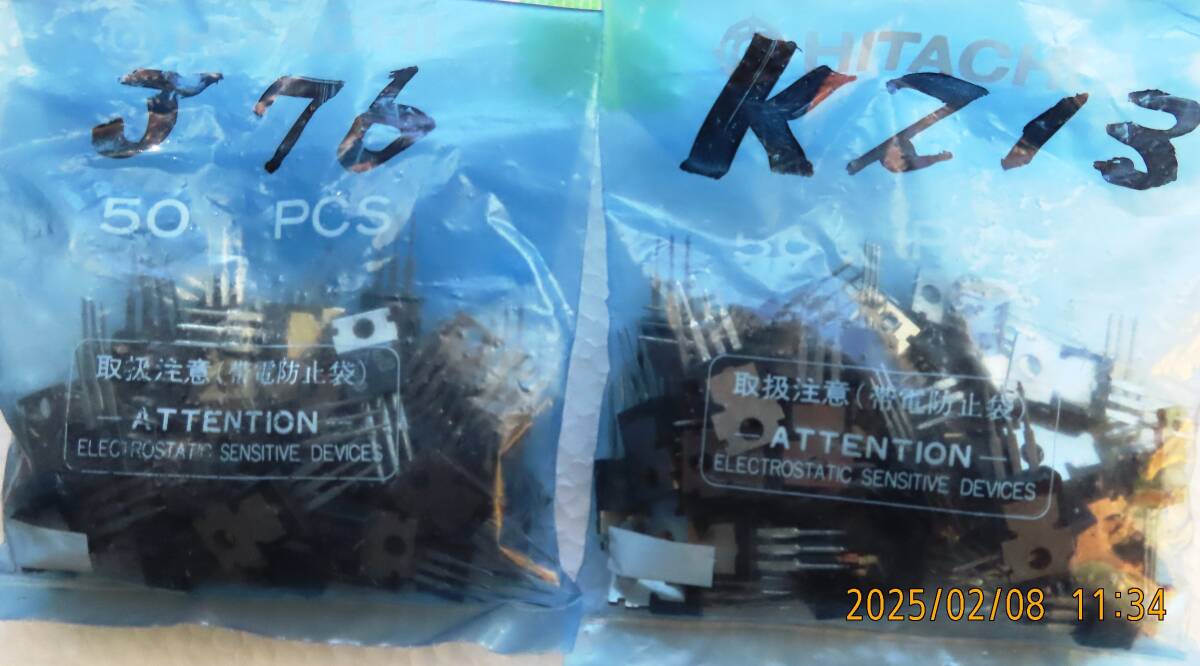 J76
50 PCS
取扱注意(帯電防止袋)
ATTENTION
ELECTROSTATIC SENSITIVE DEVICES
HITACHI
K213
取扱注意(帯電防止袋)
ATTENTION
ELECTROSTATIC SENSITIVE DEVICES
2025/02/08 11:34